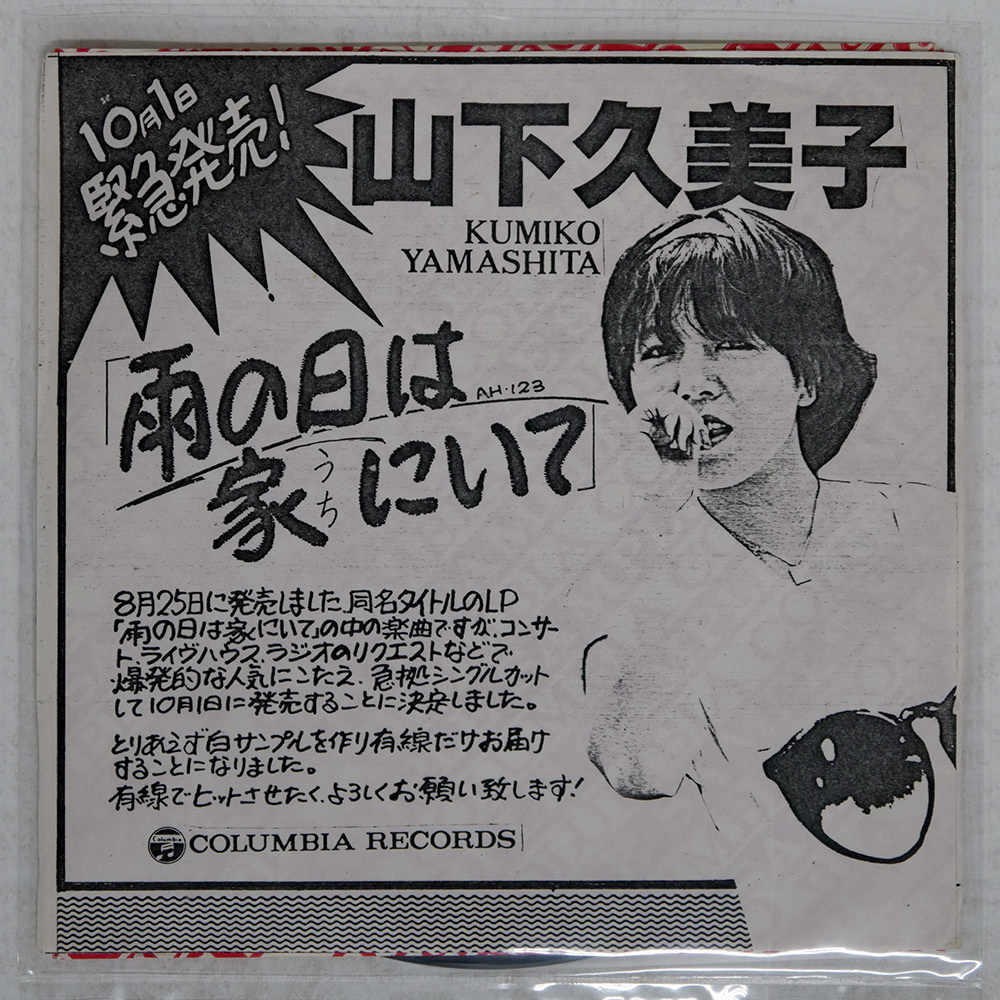 10月1日
緊急発売!
山下久美子
KUMIKO
YAMASHITA
「雨の日は
AH・123
家にいて」
うち
8月25日に発売しました、同名タイトルのLP
「雨の日は家にいて」の中の楽曲ですが、コンサー
ト、ライヴハウス、ラジオのリクエストなどで
爆発的な人気にこたえ、急拠シングルカット
して10月1日に発売することに決定しました。
とりあえず白サンプルを作り有線だけお届け
することになりました。
有線でヒットさせたく、よろしくお願い致します!
Columbia
COLUMBIA RECORDS